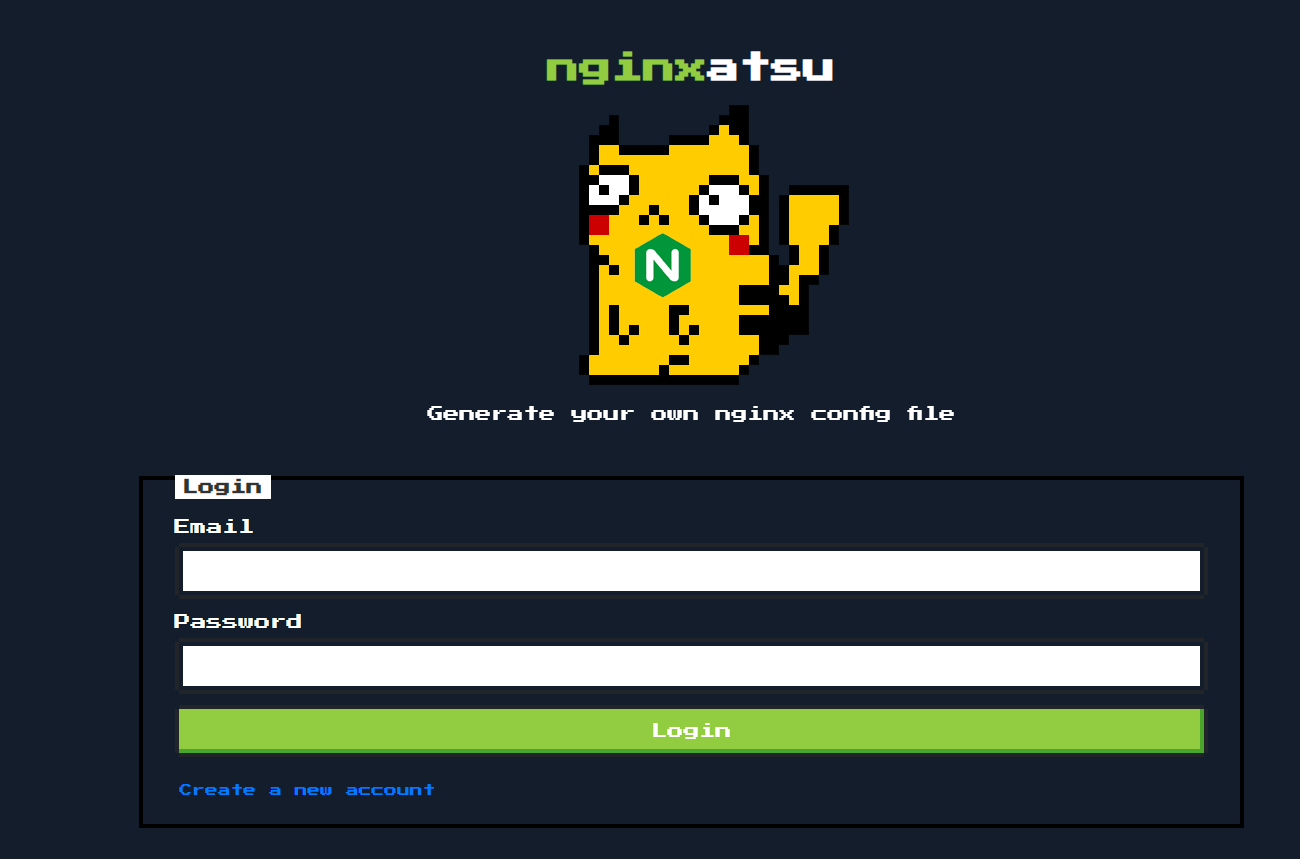 nginxatsu
N
Generate your own nginx config file
Login
Email
Password
Login
Create a new account